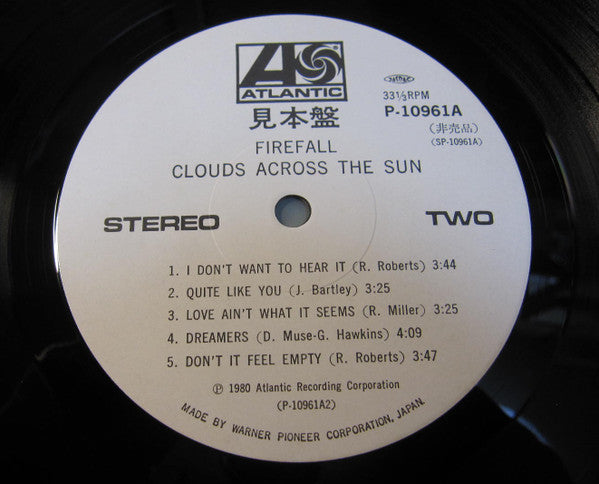 ATLANTIC
33⅓RPM
P-10961A
見本盤
(非売品)
(SP-10961A)
FIREFALL
CLOUDS ACROSS THE SUN
STEREO
TWO
1. I DON'T WANT TO HEAR IT (R. Roberts) 3:44
2. QUITE LIKE YOU (J. Bartley) 3:25
3. LOVE AIN'T WHAT IT SEEMS (R. Miller) 3:25
4. DREAMERS (D. Muse-G. Hawkins) 4:09
5. DON'T IT FEEL EMPTY (R. Roberts) 3:47
℗ 1980 Atlantic Recording Corporation
(P-10961A2)
MADE BY WARNER PIONEER CORPORATION, JAPAN.